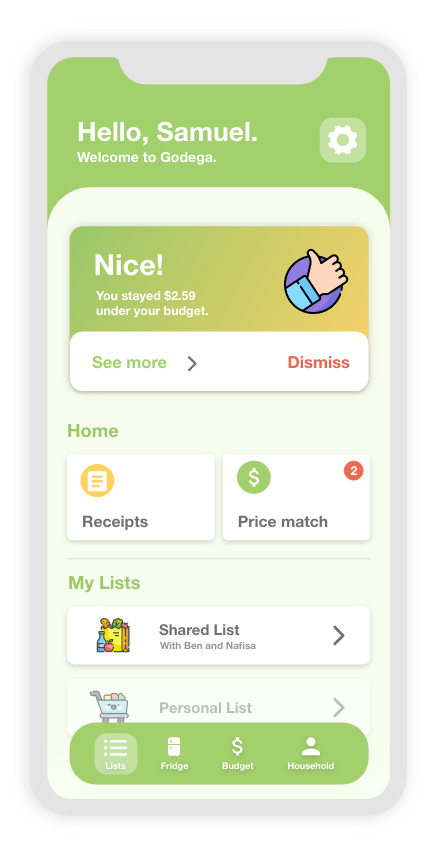 Hello, Samuel.
Welcome to Godega.
Nice!
You stayed $2.59
under your budget.
See more
Dismiss
Home
Receipts
$
2
Price match
My Lists
Shared List
With Ben and Nafisa
Personal List
$
Lists
Fridge
Budget
Household